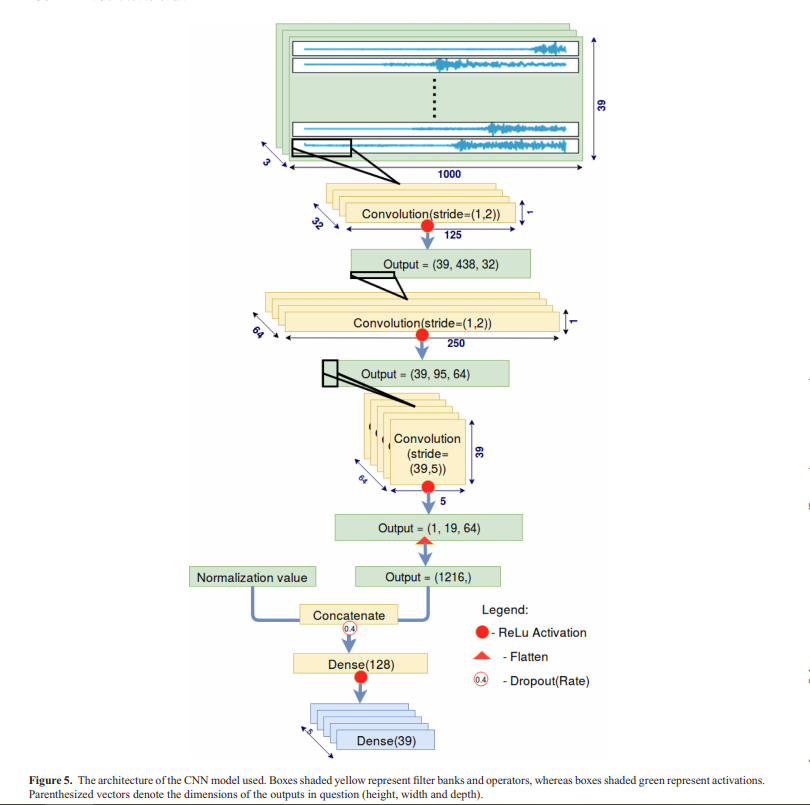 39
3
1000
Convolution(stride=(1,2))
1
32
125
Output = (39, 438, 32)
Convolution(stride=(1,2))
1
64
250
Output = (39, 95, 64)
Convolution
(stride=
(39,5))
39
64
5
Output = (1, 19, 64)
Normalization value
Output = (1216,)
Concatenate
0.4
Legend:
- ReLu Activation
- Flatten
0.4 - Dropout(Rate)
Dense(128)
5
Dense(39)
Figure 5. The architecture of the CNN model used. Boxes shaded yellow represent filter banks and operators, whereas boxes shaded green represent activations.
Parenthesized vectors denote the dimensions of the outputs in question (height, width and depth).